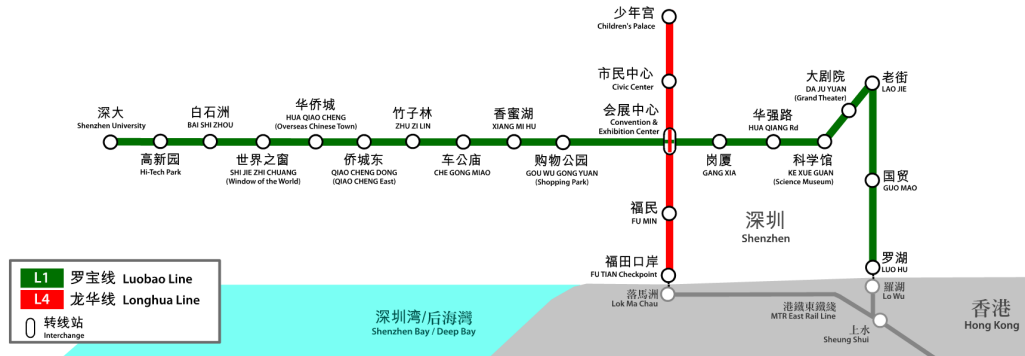 少年宫
Children's Palace
市民中心
Civic Center
会展中心
Convention &
Exhibition Center
深大
Shenzhen University
高新园
Hi-Tech Park
白石洲
BAI SHI ZHOU
世界之窗
SHI JIE ZHI CHUANG
(Window of the World)
华侨城
HUA QIAO CHENG
(Overseas Chinese Town)
侨城东
QIAO CHENG DONG
(QIAO CHENG East)
竹子林
ZHU ZI LIN
车公庙
CHE GONG MIAO
香蜜湖
XIANG MI HU
购物公园
GOU WU GONG YUAN
(Shopping Park)
岗厦
GANG XIA
华强路
HUA QIANG Rd
科学馆
KE XUE GUAN
(Science Museum)
大剧院
DA JU YUAN
(Grand Theater)
老街
LAO JIE
国贸
GUO MAO
罗湖
LUO HU
福民
FU MIN
福田口岸
FU TIAN Checkpoint
深圳
Shenzhen
落馬洲
Lok Ma Chau
羅湖
Lo Wu
港鐵東鐵綫
MTR East Rail Line
上水
Sheung Shui
香港
Hong Kong
深圳湾/后海灣
Shenzhen Bay / Deep Bay
L1 罗宝线 Luobao Line
L4 龙华线 Longhua Line
转线站
Interchange